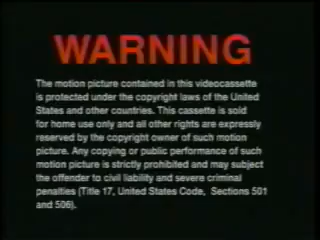 WARNING
The motion picture contained in this videocassette
is protected under the copyright laws of the United
States and other countries. This cassette is sold
for home use only and all other rights are expressly
reserved by the copyright owner of such motion
picture. Any copying or public performance of such
motion picture is strictly prohibited and may subject
the offender to civil liability and severe criminal
penalties (Title 17, United States Code, Sections 501
and 506).